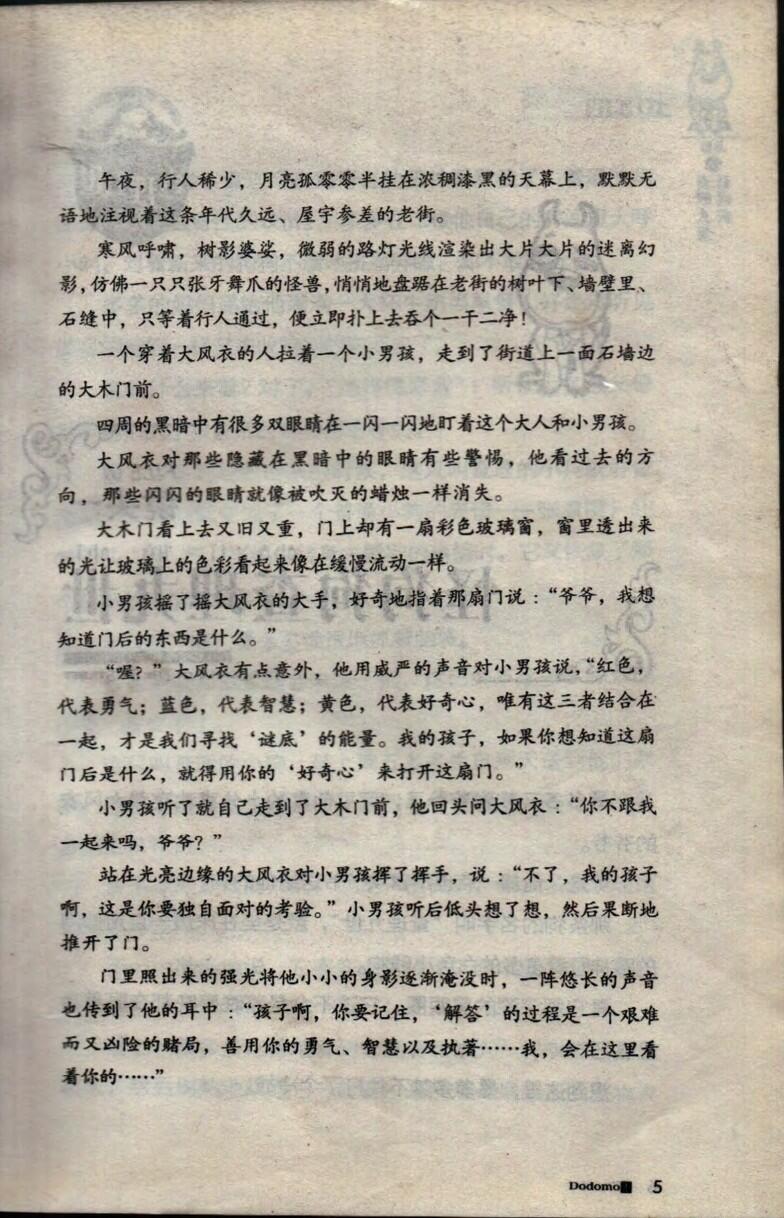 午夜，行人稀少，月亮孤零零半挂在浓稠漆黑的天幕上，默默无
语地注视着这条年代久远、屋宇参差的老街。
寒风呼啸，树影婆娑，微弱的路灯光线渲染出大片大片的迷离幻
影，仿佛一只只张牙舞爪的怪兽，悄悄地盘踞在老街的树叶下、墙壁里、
石缝中，只等着行人通过，便立即扑上去吞个一干二净！
一个穿着大风衣的人拉着一个小男孩，走到了街道上一面石墙边
的大木门前。
四周的黑暗中有很多双眼睛在一闪一闪地盯着这个大人和小男孩。
大风衣对那些隐藏在黑暗中的眼睛有些警惕，他看过去的方
向，那些闪闪的眼睛就像被吹灭的蜡烛一样消失。
大木门看上去又旧又重，门上却有一扇彩色玻璃窗，窗里透出来
的光让玻璃上的色彩看起来像在缓慢流动一样。
小男孩摇了摇大风衣的大手，好奇地指着那扇门说：“爷爷，我想
知道门后的东西是什么。”
“喔？”大风衣有点意外，他用威严的声音对小男孩说，“红色，
代表勇气；蓝色，代表智慧；黄色，代表好奇心，唯有这三者结合在
一起，才是我们寻找‘谜底’的能量。我的孩子，如果你想知道这扇
门后是什么，就得用你的‘好奇心’来打开这扇门。”
小男孩听了就自己走到了大木门前，他回头问大风衣：“你不跟我
一起来吗，爷爷？”
站在光亮边缘的大风衣对小男孩挥了挥手，说：“不了，我的孩子
啊，这是你要独自面对的考验。”小男孩听后低头想了想，然后果断地
推开了门。
门里照出来的强光将他小小的身影逐渐淹没时，一阵悠长的声音
也传到了他的耳中：“孩子啊，你要记住，‘解答’的过程是一个艰难
而又凶险的赌局，善用你的勇气、智慧以及执著……我，会在这里看
着你的……”
Dodomo 5